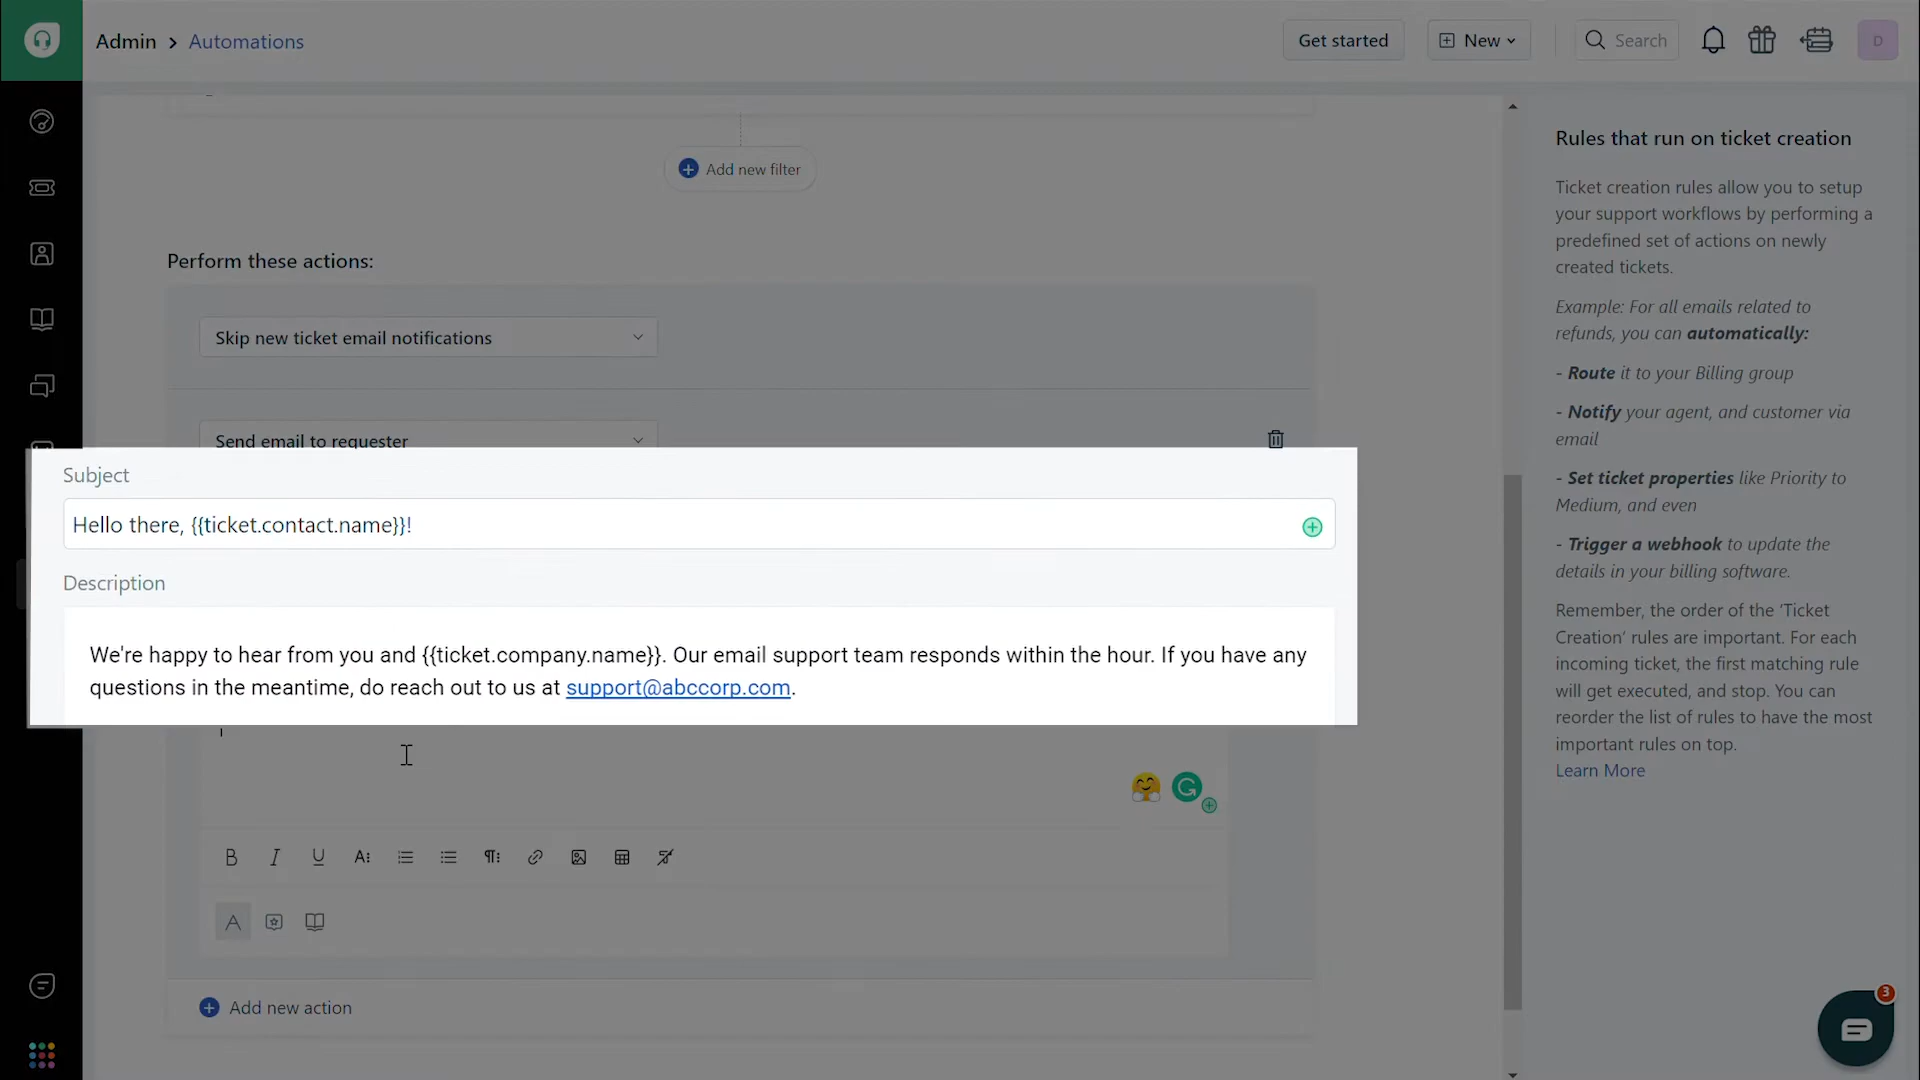 Admin > Automations
Get started
New
Search
D
Add new filter
Perform these actions:
Skip new ticket email notifications
Send email to requester
Subject
Hello there, {{ticket.contact.name}}!
Description
We're happy to hear from you and {{ticket.company.name}}. Our email support team responds within the hour. If you have any
questions in the meantime, do reach out to us at support@abccorp.com.
Add new action
Rules that run on ticket creation
Ticket creation rules allow you to setup
your support workflows by performing a
predefined set of actions on newly
created tickets.
Example: For all emails related to
refunds, you can automatically:
- Route it to your Billing group
- Notify your agent, and customer via
email
- Set ticket properties like Priority to
Medium, and even
- Trigger a webhook to update the
details in your billing software.
Remember, the order of the ‘Ticket
Creation’ rules are important. For each
incoming ticket, the first matching rule
will get executed, and stop. You can
reorder the list of rules to have the most
important rules on top.
Learn More
3